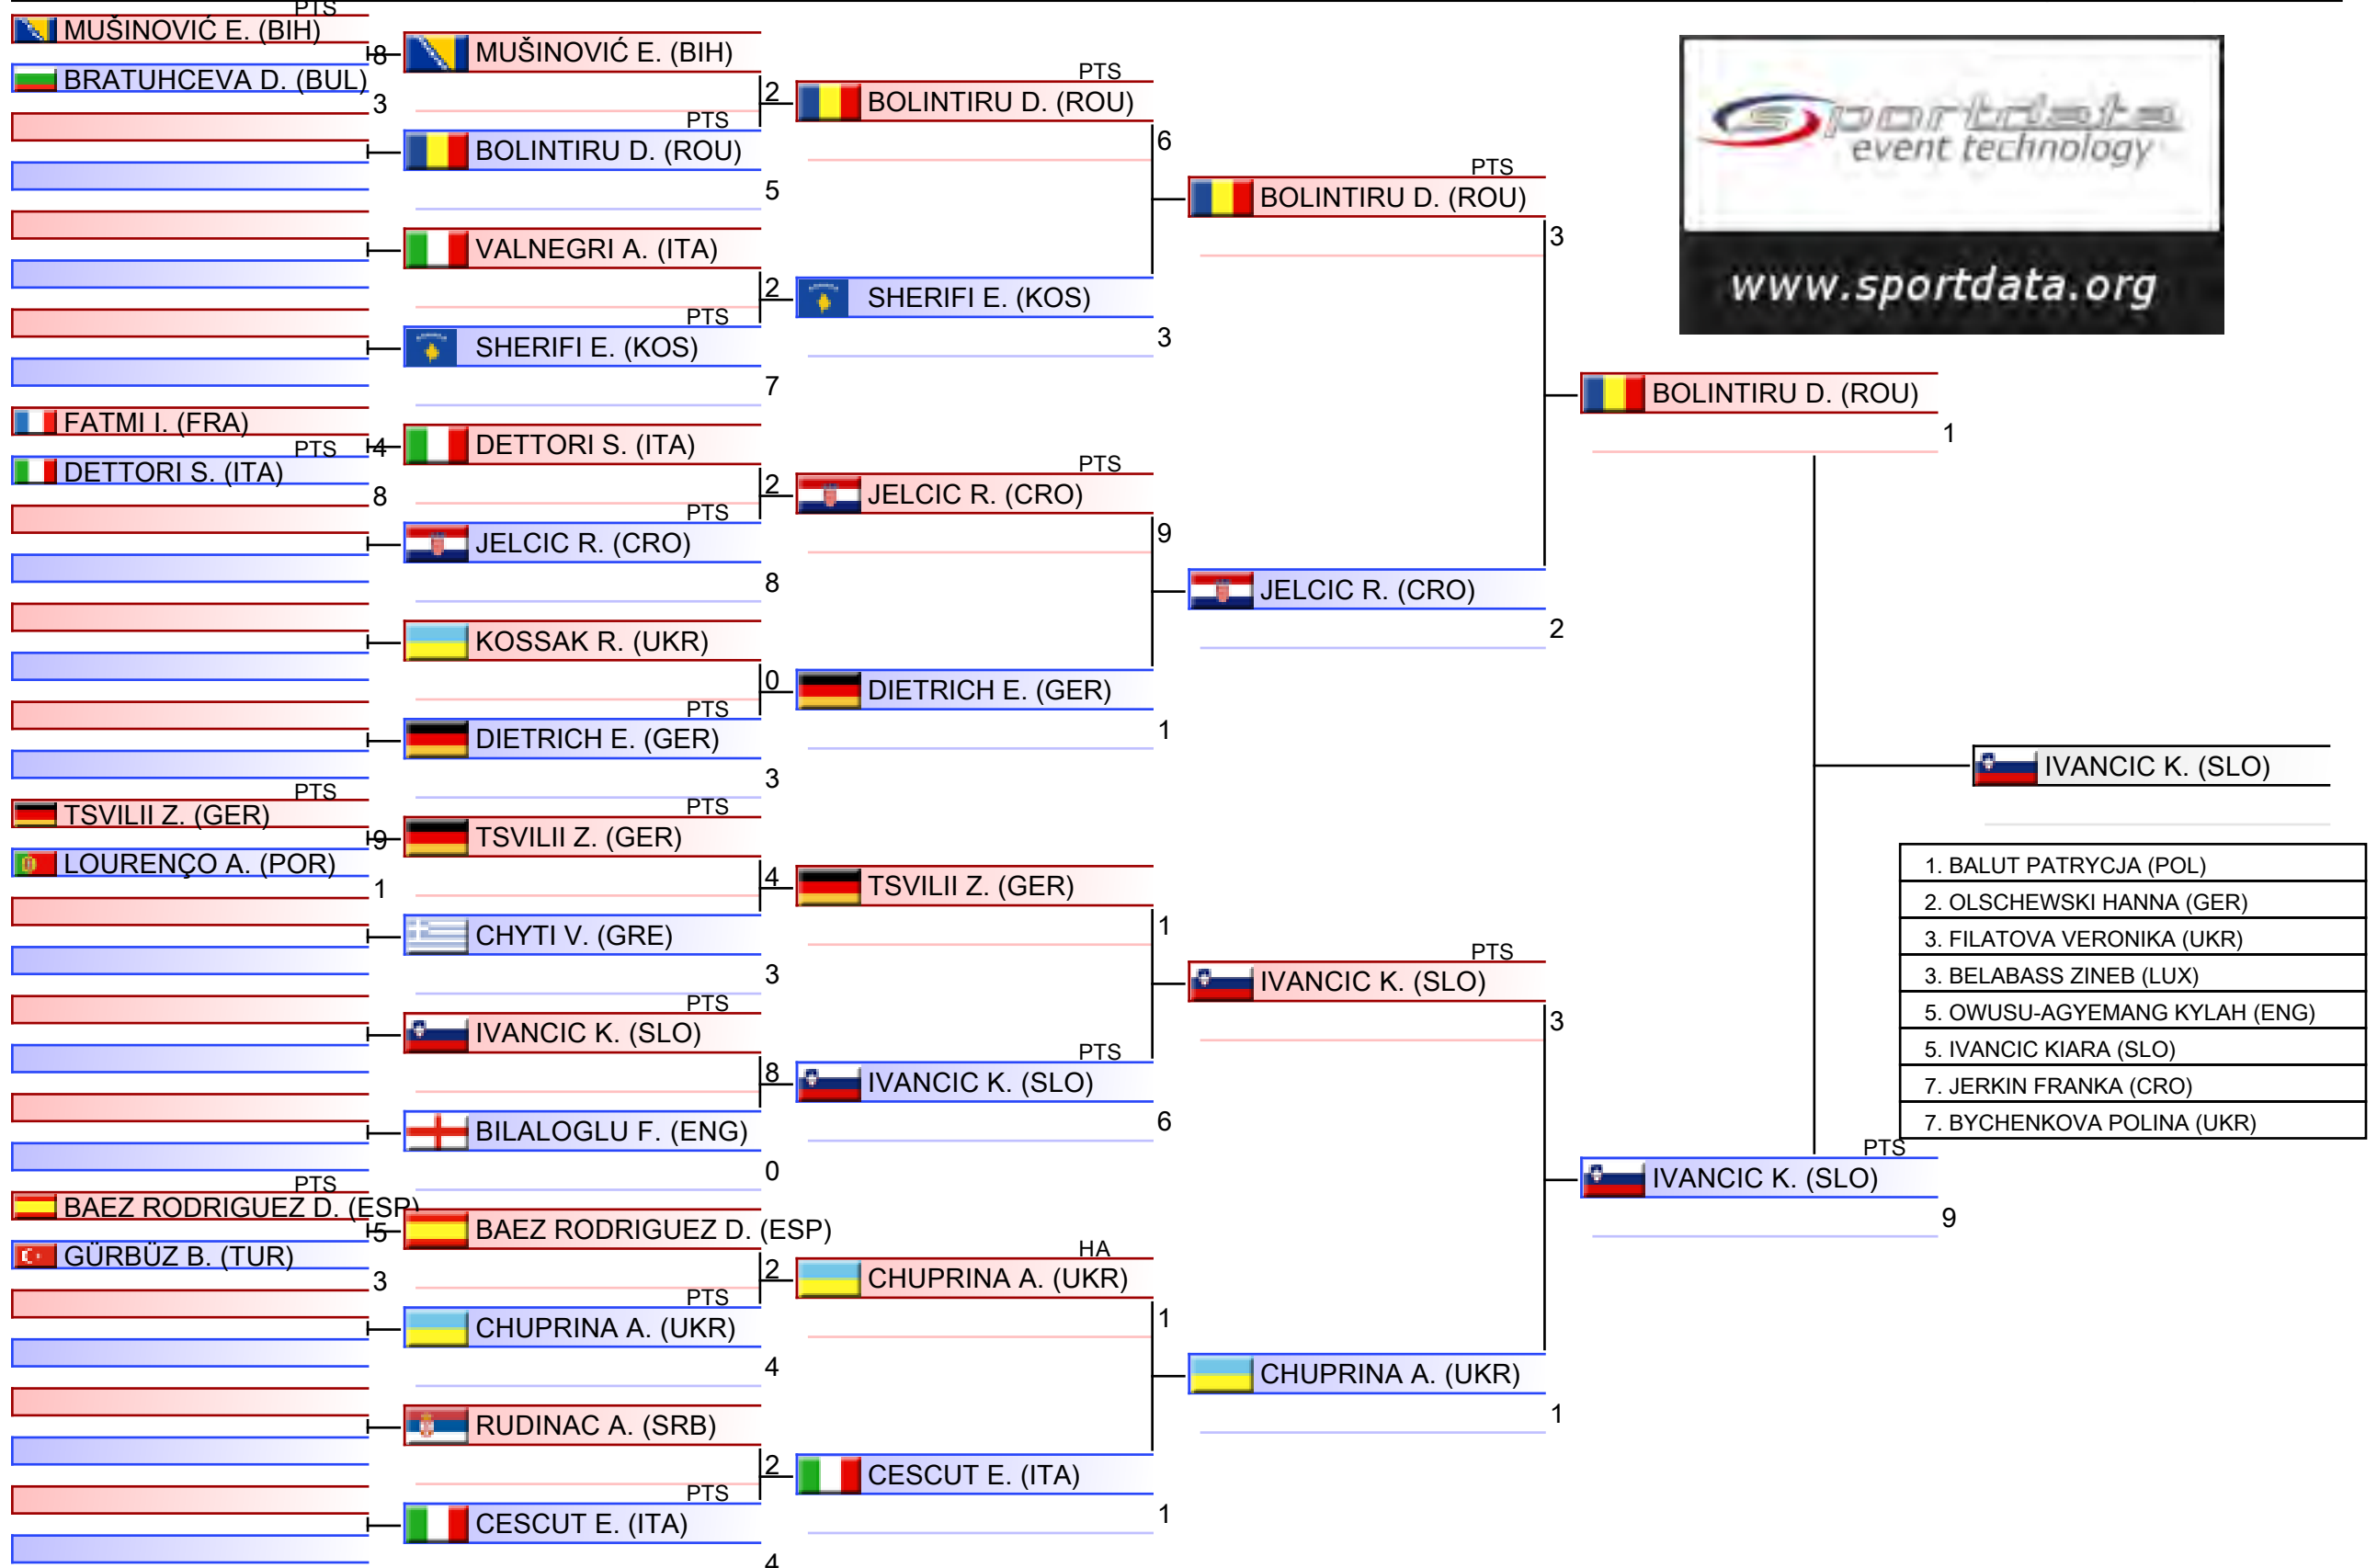 PTS
MUŠINOVIĆ E. (BIH)
8
BRATUHCEVA D. (BUL)
3
FATMI I. (FRA)
4
PTS
DETTORI S. (ITA)
8
PTS
TSVILII Z. (GER)
9
LOURENÇO A. (POR)
1
PTS
BAEZ RODRIGUEZ D. (ESP)
5
GÜRBÜZ B. (TUR)
3
MUŠINOVIĆ E. (BIH)
2
PTS
BOLINTIRU D. (ROU)
5
VALNEGRI A. (ITA)
2
PTS
SHERIFI E. (KOS)
7
DETTORI S. (ITA)
2
PTS
JELCIC R. (CRO)
8
KOSSAK R. (UKR)
0
PTS
DIETRICH E. (GER)
3
PTS
TSVILII Z. (GER)
4
CHYTI V. (GRE)
3
PTS
IVANCIC K. (SLO)
8
BILALOGLU F. (ENG)
0
BAEZ RODRIGUEZ D. (ESP)
2
PTS
CHUPRINA A. (UKR)
4
RUDINAC A. (SRB)
2
PTS
CESCUT E. (ITA)
4
PTS
BOLINTIRU D. (ROU)
6
SHERIFI E. (KOS)
3
PTS
JELCIC R. (CRO)
9
DIETRICH E. (GER)
1
TSVILII Z. (GER)
1
PTS
IVANCIC K. (SLO)
6
HA
CHUPRINA A. (UKR)
1
CESCUT E. (ITA)
1
PTS
BOLINTIRU D. (ROU)
3
JELCIC R. (CRO)
2
PTS
IVANCIC K. (SLO)
3
CHUPRINA A. (UKR)
1
BOLINTIRU D. (ROU)
1
PTS
IVANCIC K. (SLO)
9
IVANCIC K. (SLO)
sportdata
event technology
www.sportdata.org
1. BALUT PATRYCJA (POL)
2. OLSCHEWSKI HANNA (GER)
3. FILATOVA VERONIKA (UKR)
3. BELABASS ZINEB (LUX)
5. OWUSU-AGYEMANG KYLAH (ENG)
5. IVANCIC KIARA (SLO)
7. JERKIN FRANKA (CRO)
7. BYCHENKOVA POLINA (UKR)